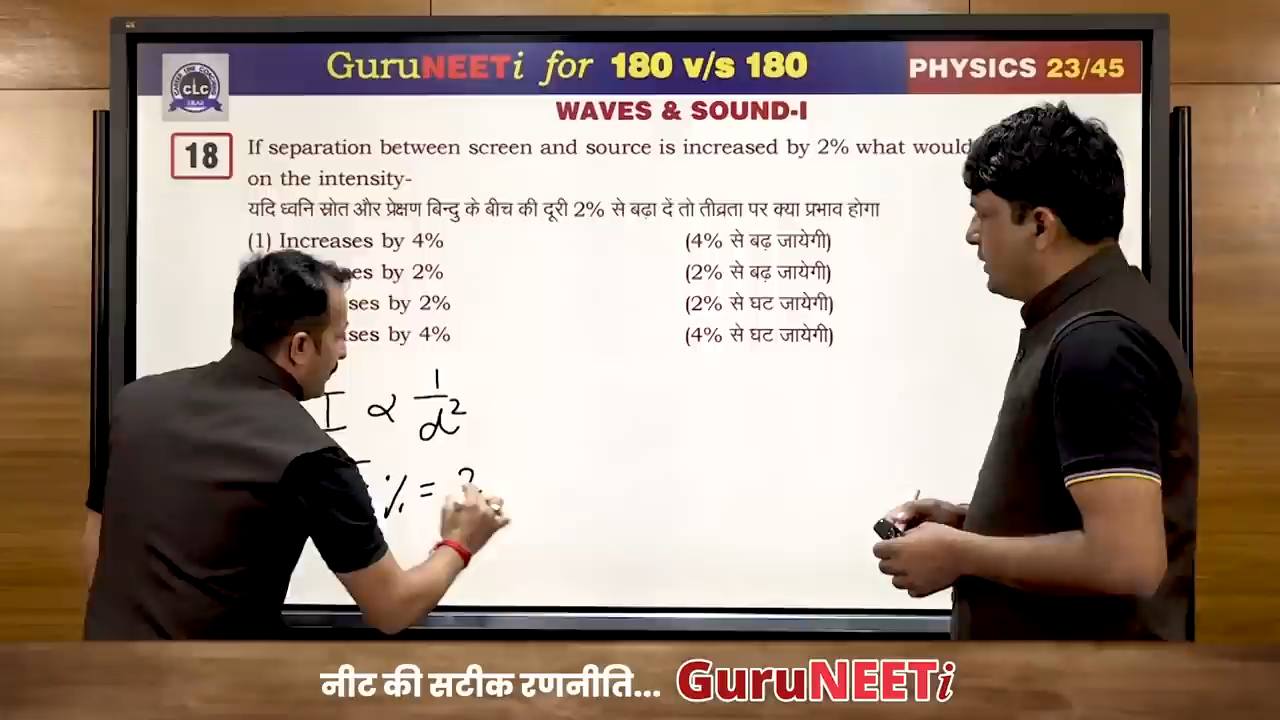 GuruNEETi for 180 v/s 180
PHYSICS 23/45
CLC
WAVES & SOUND-I
18
If separation between screen and source is increased by 2% what would
on the intensity-
यदि ध्वनि स्रोत और प्रेक्षण बिन्दु के बीच की दूरी 2% से बढ़ा दें तो तीव्रता पर क्या प्रभाव होगा
(1) Increases by 4% (4% से बढ़ जायेगी)
by 2% (2% से बढ़ जायेगी)
by 2% (2% से घट जायेगी)
by 4% (4% से घट जायेगी)
I ∝ 1/d²
% =
नीट की सटीक रणनीति... GuruNEETi